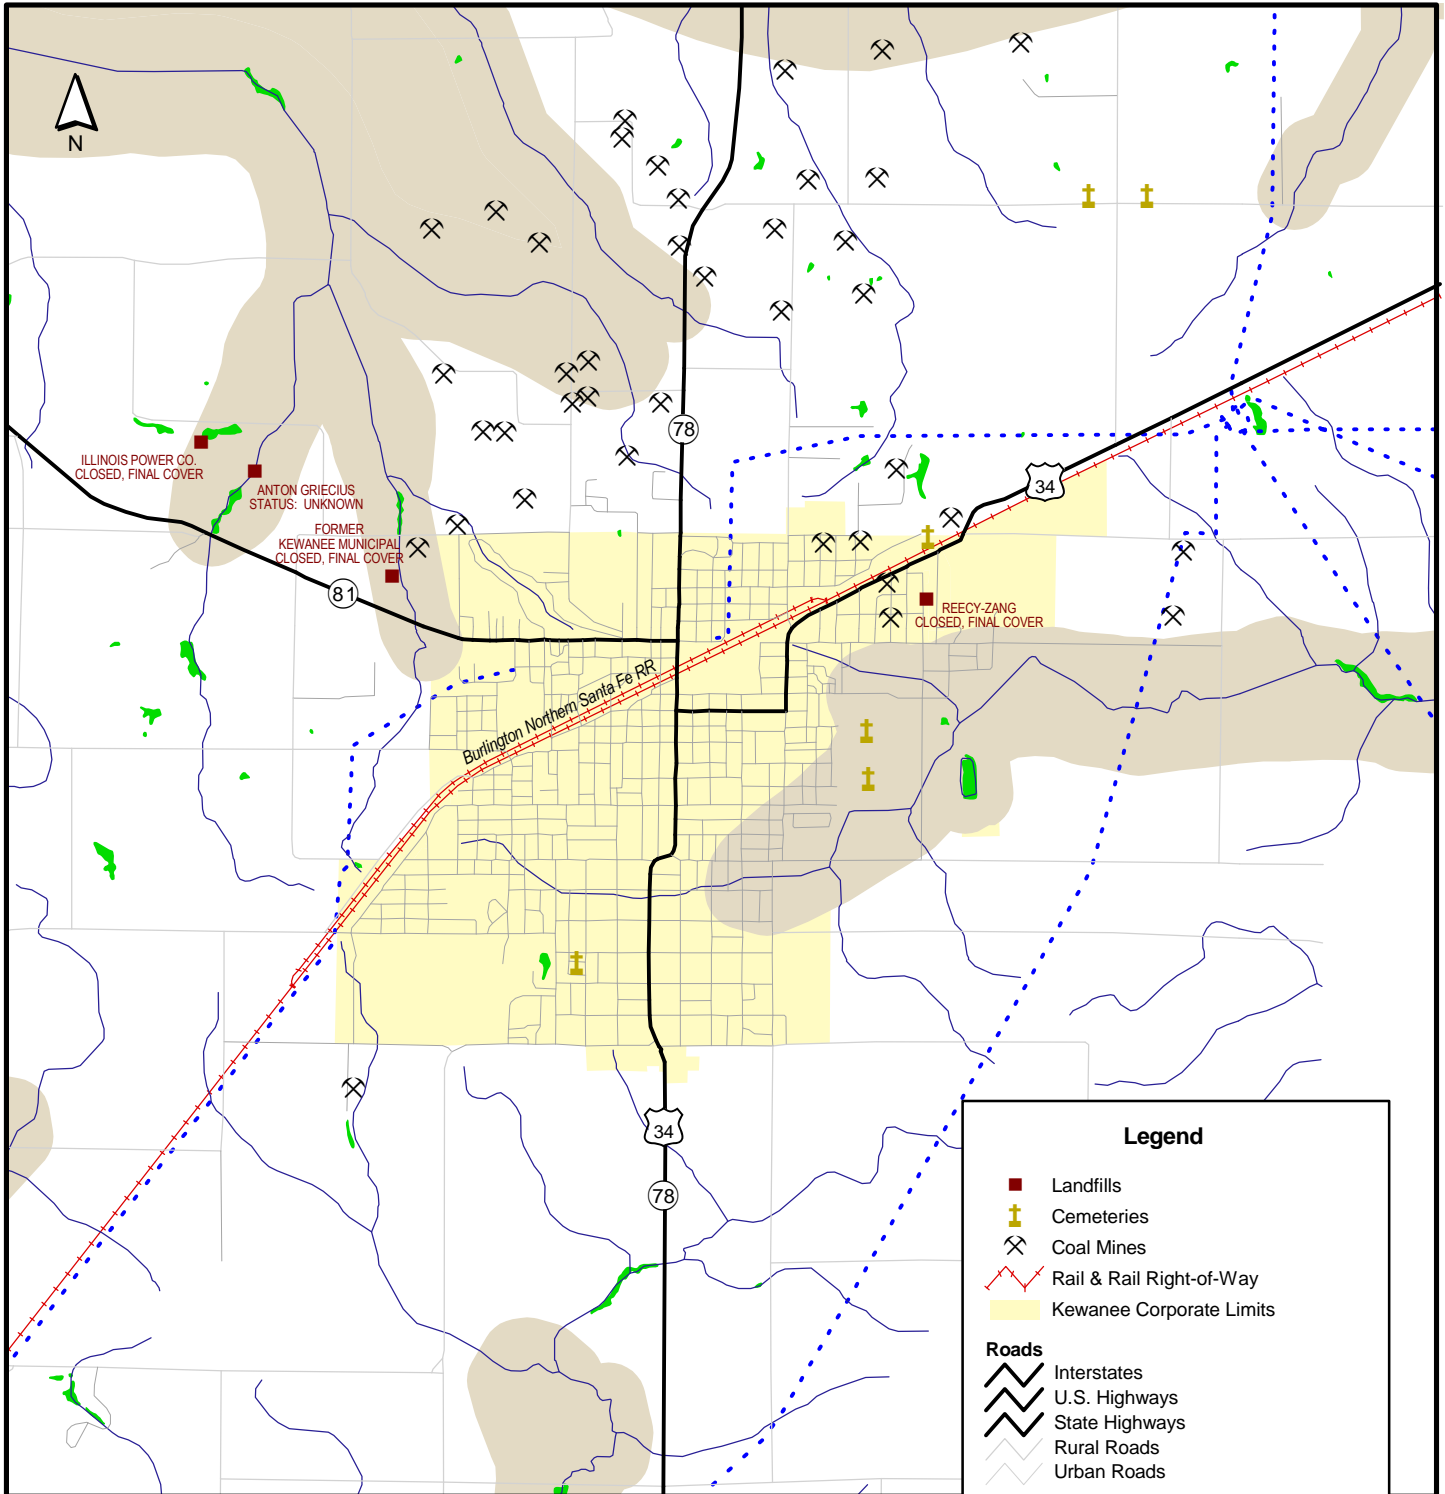 N
78
34
ILLINOIS POWER CO.
CLOSED, FINAL COVER
ANTON GRIECIUS
STATUS: UNKNOWN
FORMER
KEWANEE MUNICIPAL
CLOSED, FINAL COVER
81
REECY-ZANG
CLOSED, FINAL COVER
Burlington Northern Santa Fe RR
34
78
Legend
Landfills
Cemeteries
Coal Mines
Rail & Rail Right-of-Way
Kewanee Corporate Limits
Roads
Interstates
U.S. Highways
State Highways
Rural Roads
Urban Roads